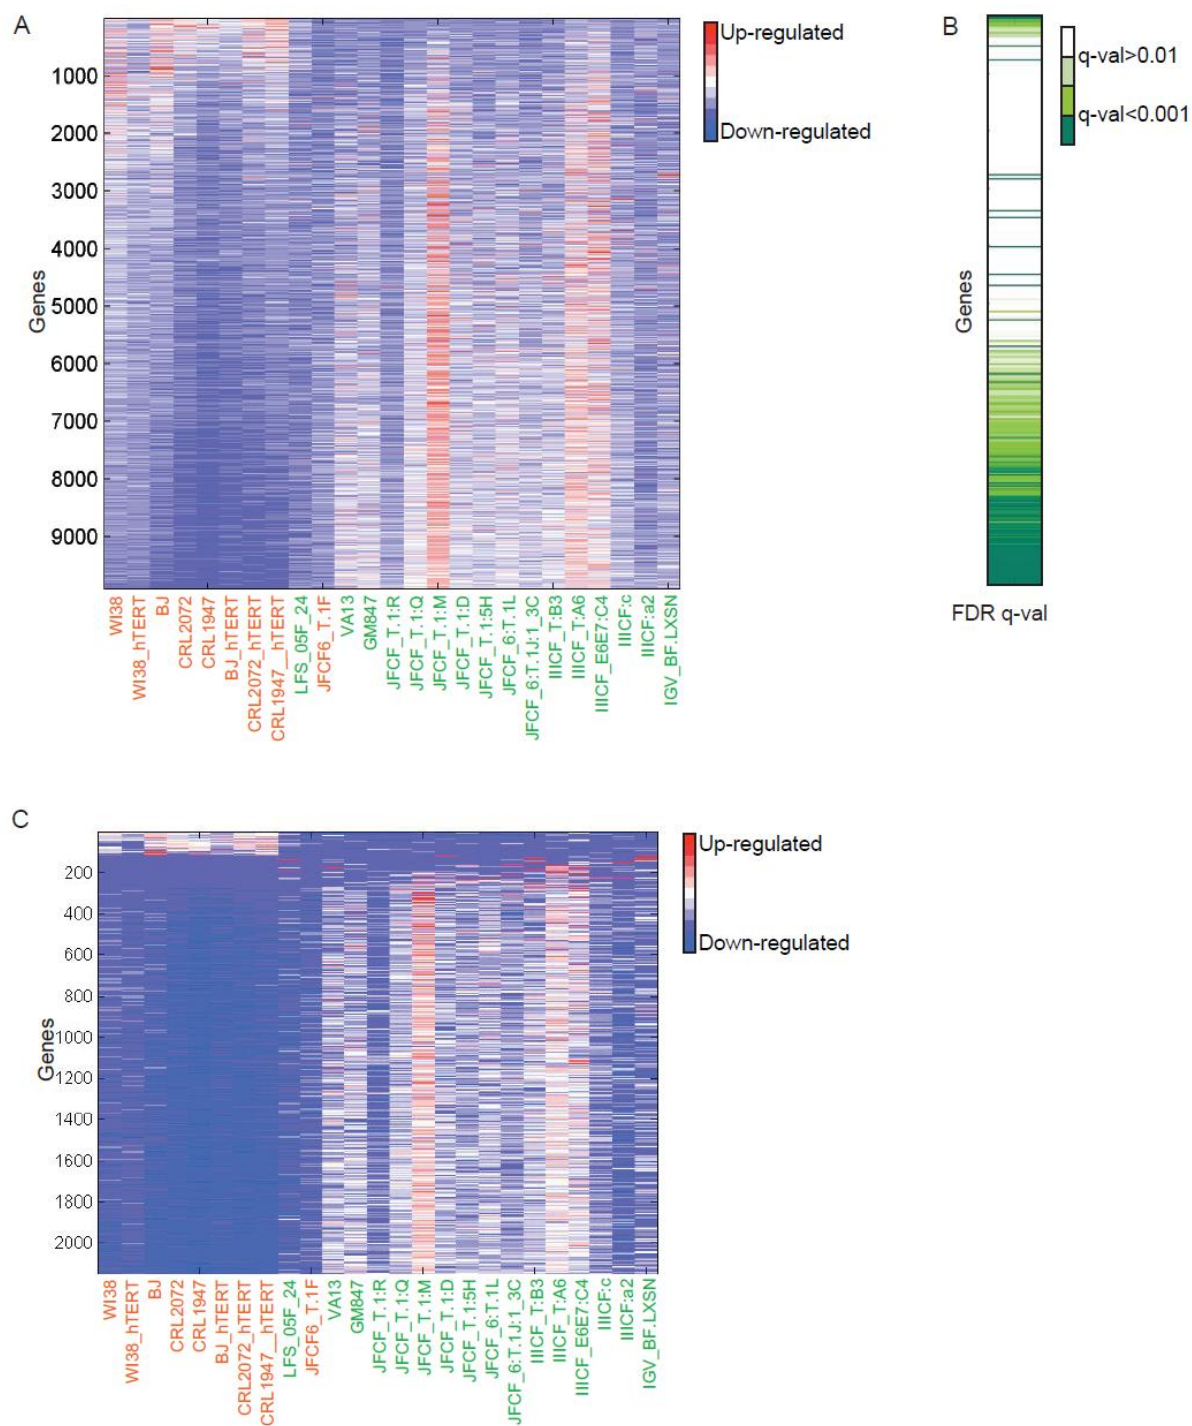 A
Up-regulated
Down-regulated
1000
2000
3000
4000
5000
6000
7000
8000
9000
Genes
WI38
WI38_hTERT
BJ
CRL2072
CRL1947
BJ_hTERT
CRL2072_hTERT
CRL1947__hTERT
LFS_05F_24
JFCF6_T.1F
VA13
GM847
JFCF_T.1:R
JFCF_T.1:Q
JFCF_T.1:M
JFCF_T.1:D
JFCF_T.1:5H
JFCF_6:T.1L
JFCF_6:T.1J:1_3C
IIICF_T:B3
IIICF_T:A6
IIICF_E6E7:C4
IIICF:c
IIICF:a2
IGV_BF.LXSN
B
q-val>0.01
q-val<0.001
Genes
FDR q-val
C
Up-regulated
Down-regulated
200
400
600
800
1000
1200
1400
1600
1800
2000
Genes
WI38
WI38_hTERT
BJ
CRL2072
CRL1947
BJ_hTERT
CRL2072_hTERT
CRL1947__hTERT
LFS_05F_24
JFCF6_T.1F
VA13
GM847
JFCF_T.1:R
JFCF_T.1:Q
JFCF_T.1:M
JFCF_T.1:D
JFCF_T.1:5H
JFCF_6:T.1L
JFCF_6:T.1J:1_3C
IIICF_T:B3
IIICF_T:A6
IIICF_E6E7:C4
IIICF:c
IIICF:a2
IGV_BF.LXSN